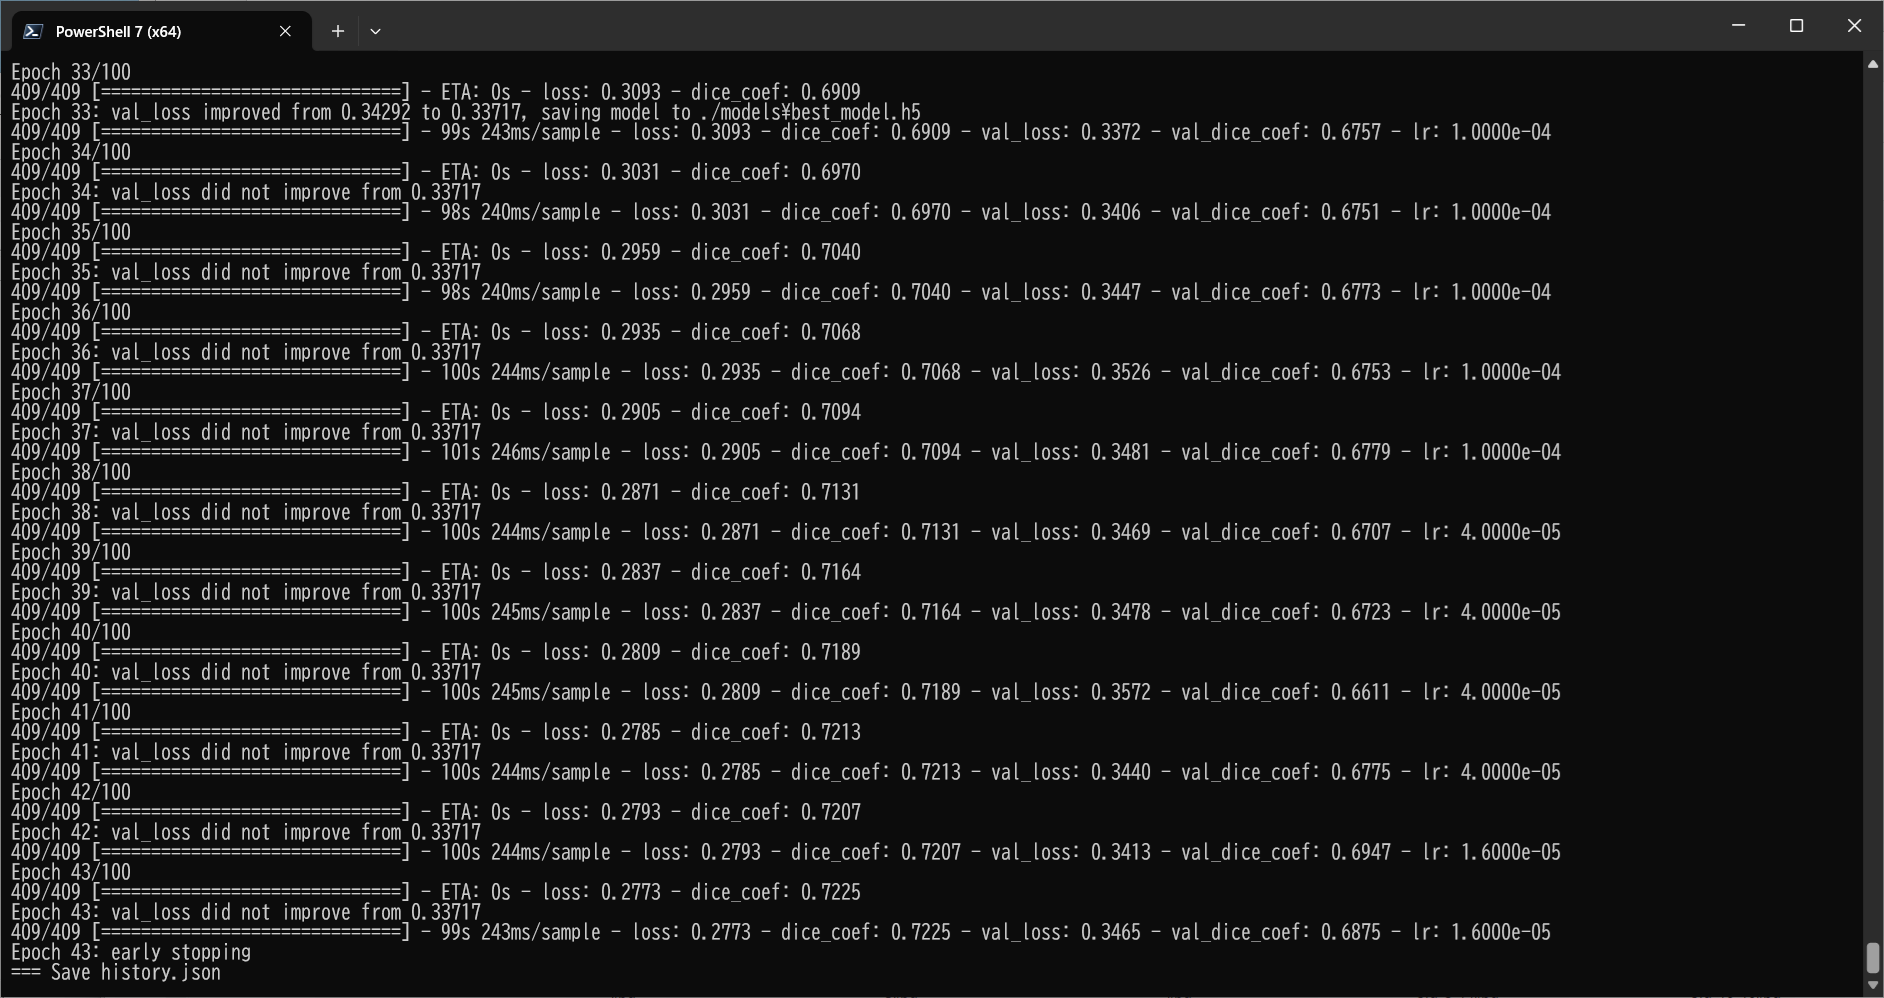 PowerShell 7 (x64)
Epoch 33/100
409/409 [==============================] - ETA: 0s - loss: 0.3093 - dice_coef: 0.6909
Epoch 33: val_loss improved from 0.34292 to 0.33717, saving model to ./models¥best_model.h5
409/409 [==============================] - 99s 243ms/sample - loss: 0.3093 - dice_coef: 0.6909 - val_loss: 0.3372 - val_dice_coef: 0.6757 - lr: 1.0000e-04
Epoch 34/100
409/409 [==============================] - ETA: 0s - loss: 0.3031 - dice_coef: 0.6970
Epoch 34: val_loss did not improve from 0.33717
409/409 [==============================] - 98s 240ms/sample - loss: 0.3031 - dice_coef: 0.6970 - val_loss: 0.3406 - val_dice_coef: 0.6751 - lr: 1.0000e-04
Epoch 35/100
409/409 [==============================] - ETA: 0s - loss: 0.2959 - dice_coef: 0.7040
Epoch 35: val_loss did not improve from 0.33717
409/409 [==============================] - 98s 240ms/sample - loss: 0.2959 - dice_coef: 0.7040 - val_loss: 0.3447 - val_dice_coef: 0.6773 - lr: 1.0000e-04
Epoch 36/100
409/409 [==============================] - ETA: 0s - loss: 0.2935 - dice_coef: 0.7068
Epoch 36: val_loss did not improve from 0.33717
409/409 [==============================] - 100s 244ms/sample - loss: 0.2935 - dice_coef: 0.7068 - val_loss: 0.3526 - val_dice_coef: 0.6753 - lr: 1.0000e-04
Epoch 37/100
409/409 [==============================] - ETA: 0s - loss: 0.2905 - dice_coef: 0.7094
Epoch 37: val_loss did not improve from 0.33717
409/409 [==============================] - 101s 246ms/sample - loss: 0.2905 - dice_coef: 0.7094 - val_loss: 0.3481 - val_dice_coef: 0.6779 - lr: 1.0000e-04
Epoch 38/100
409/409 [==============================] - ETA: 0s - loss: 0.2871 - dice_coef: 0.7131
Epoch 38: val_loss did not improve from 0.33717
409/409 [==============================] - 100s 244ms/sample - loss: 0.2871 - dice_coef: 0.7131 - val_loss: 0.3469 - val_dice_coef: 0.6707 - lr: 4.0000e-05
Epoch 39/100
409/409 [==============================] - ETA: 0s - loss: 0.2837 - dice_coef: 0.7164
Epoch 39: val_loss did not improve from 0.33717
409/409 [==============================] - 100s 245ms/sample - loss: 0.2837 - dice_coef: 0.7164 - val_loss: 0.3478 - val_dice_coef: 0.6723 - lr: 4.0000e-05
Epoch 40/100
409/409 [==============================] - ETA: 0s - loss: 0.2809 - dice_coef: 0.7189
Epoch 40: val_loss did not improve from 0.33717
409/409 [==============================] - 100s 245ms/sample - loss: 0.2809 - dice_coef: 0.7189 - val_loss: 0.3572 - val_dice_coef: 0.6611 - lr: 4.0000e-05
Epoch 41/100
409/409 [==============================] - ETA: 0s - loss: 0.2785 - dice_coef: 0.7213
Epoch 41: val_loss did not improve from 0.33717
409/409 [==============================] - 100s 244ms/sample - loss: 0.2785 - dice_coef: 0.7213 - val_loss: 0.3440 - val_dice_coef: 0.6775 - lr: 4.0000e-05
Epoch 42/100
409/409 [==============================] - ETA: 0s - loss: 0.2793 - dice_coef: 0.7207
Epoch 42: val_loss did not improve from 0.33717
409/409 [==============================] - 100s 244ms/sample - loss: 0.2793 - dice_coef: 0.7207 - val_loss: 0.3413 - val_dice_coef: 0.6947 - lr: 1.6000e-05
Epoch 43/100
409/409 [==============================] - ETA: 0s - loss: 0.2773 - dice_coef: 0.7225
Epoch 43: val_loss did not improve from 0.33717
409/409 [==============================] - 99s 243ms/sample - loss: 0.2773 - dice_coef: 0.7225 - val_loss: 0.3465 - val_dice_coef: 0.6875 - lr: 1.6000e-05
Epoch 43: early stopping
=== Save history.json